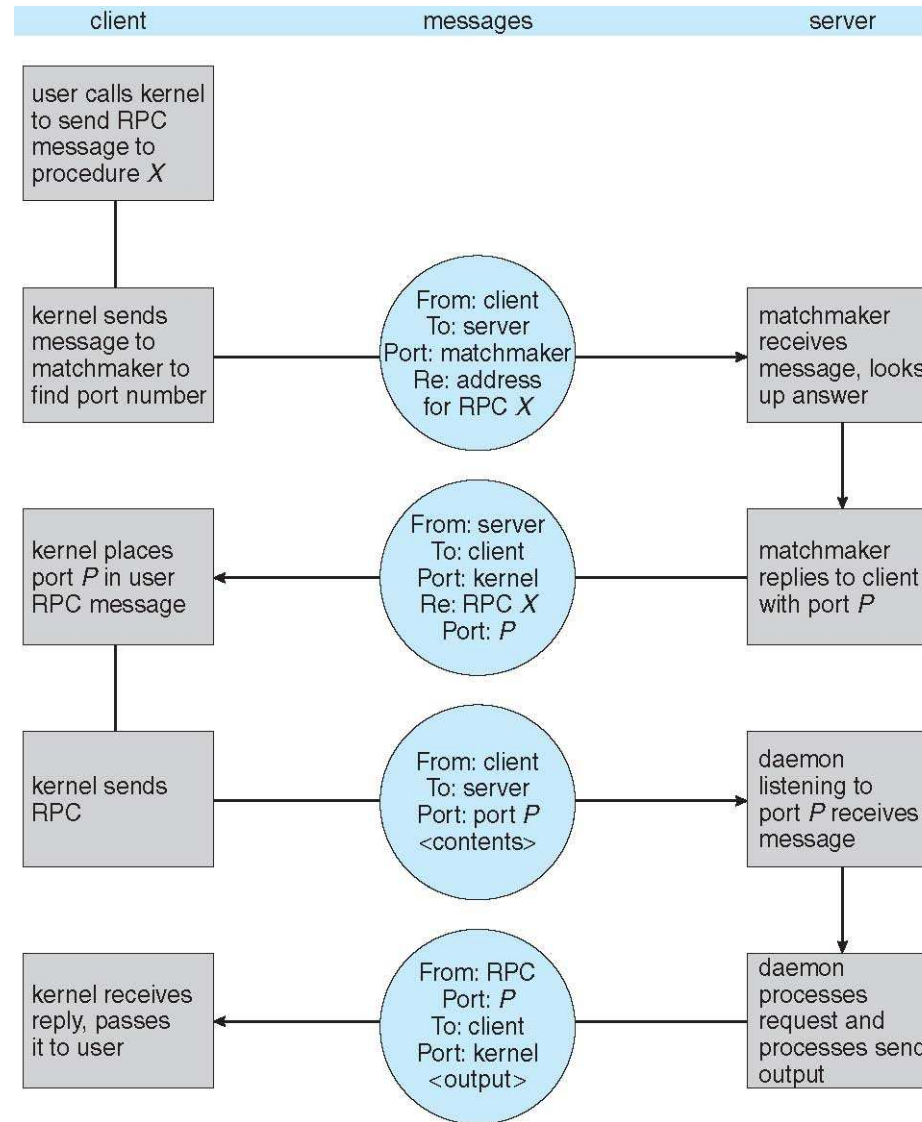 client
messages
server
user calls kernel
to send RPC
message to
procedure X
kernel sends
message to
matchmaker to
find port number
From: client
To: server
Port: matchmaker
Re: address
for RPC X
matchmaker
receives
message, looks
up answer
kernel places
port P in user
RPC message
From: server
To: client
Port: kernel
Re: RPC X
Port: P
matchmaker
replies to client
with port P
kernel sends
RPC
From: client
To: server
Port: port P
<contents>
daemon
listening to
port P receives
message
kernel receives
reply, passes
it to user
From: RPC
Port: P
To: client
Port: kernel
<output>
daemon
processes
request and
processes send
output